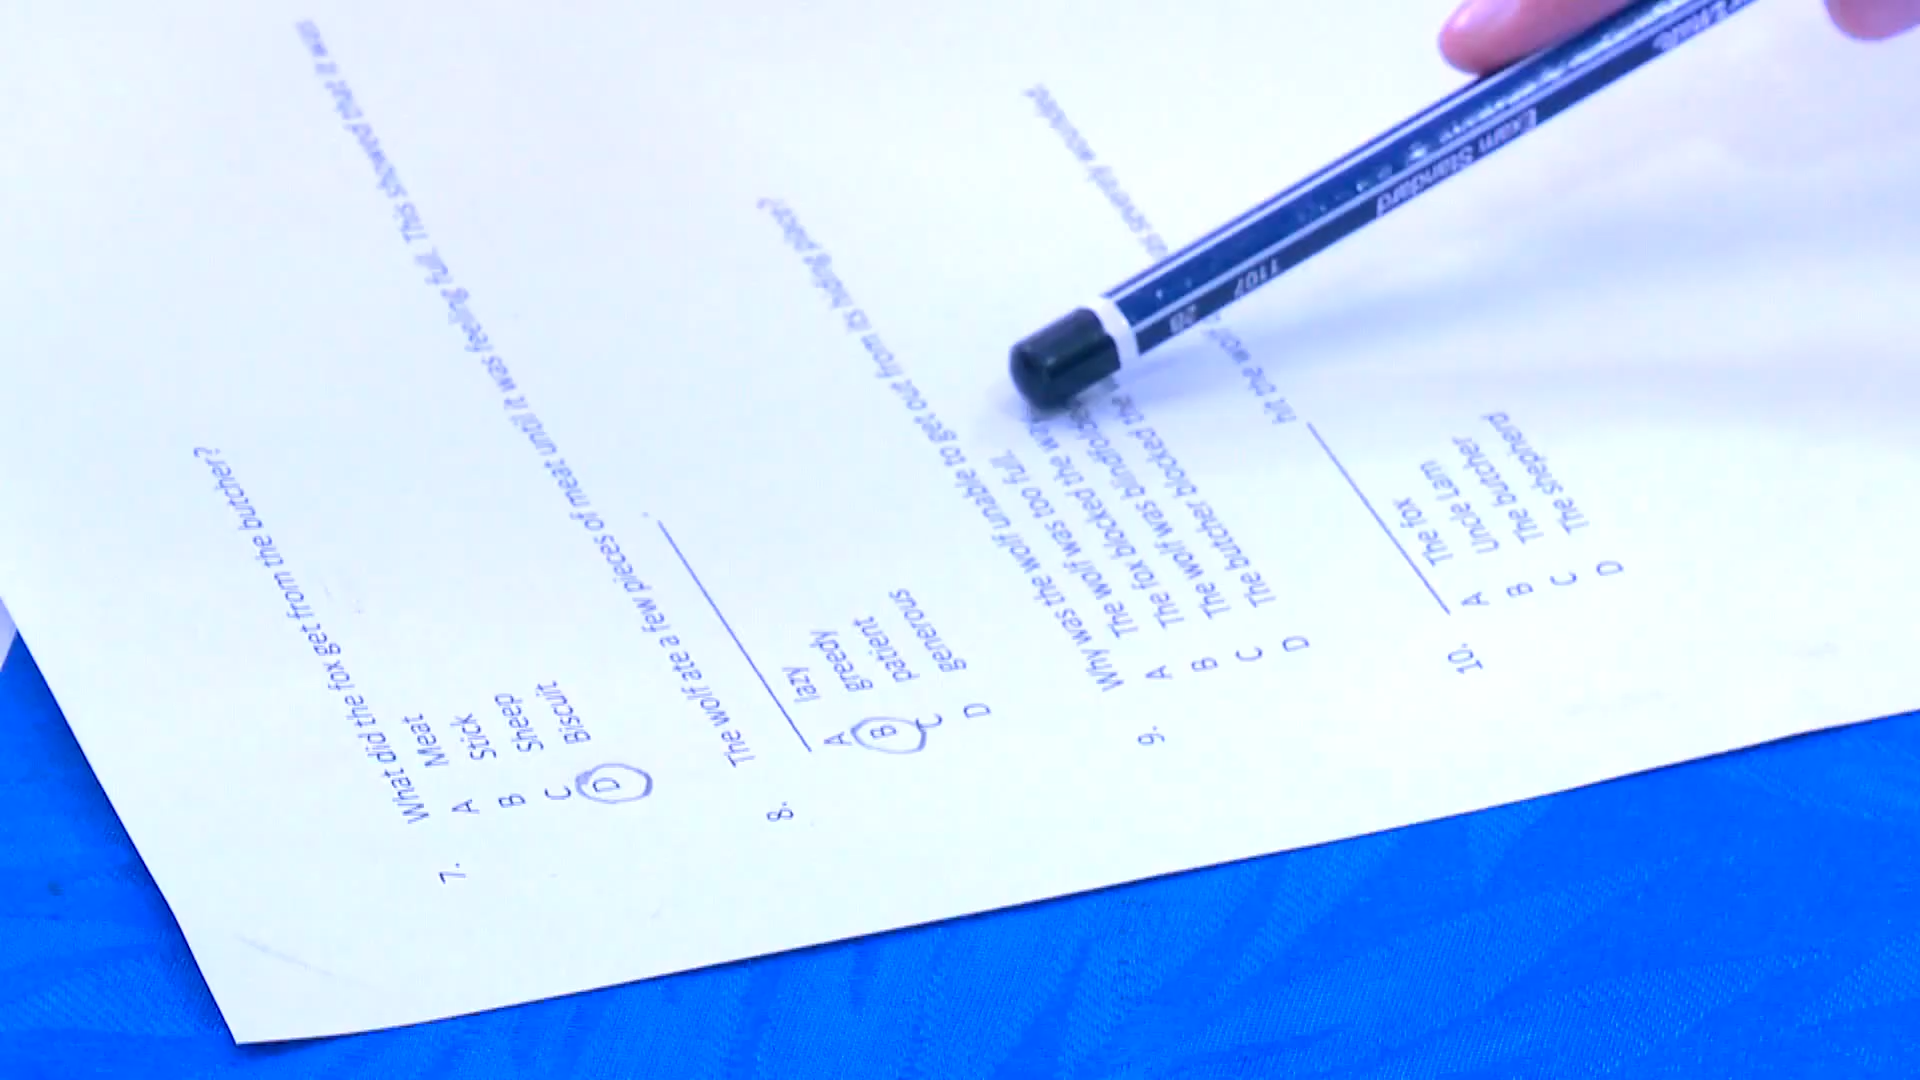 7. What did the fox get from the butcher?
A Meat
B Stick
C Sheep
D Biscuit
8. The wolf ate a few pieces of meat until it was feeling full. This showed that it was
A lazy
B greedy
C patient
D generous
9. Why was the wolf unable to get out from its hiding place?
A The wolf was too full.
B The fox blocked the
C The wolf was
D The butcher blocked the
10. hit the
A The fox
B Uncle Lam
C The butcher
D The shepherd
Exam Standard
1107
2B